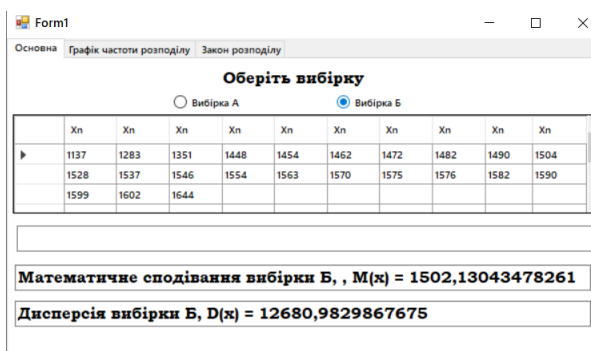 Form1
Основна Графік частоти розподілу Закон розподілу
Оберіть вибірку
Вибірка А Вибірка Б
Xn Xn Xn Xn Xn Xn Xn Xn Xn Xn
1137 1283 1351 1448 1454 1462 1472 1482 1490 1504
1528 1537 1546 1554 1563 1570 1575 1576 1582 1590
1599 1602 1644
Математичне сподівання вибірки Б, , М(х) = 1502,13043478261
Дисперсія вибірки Б, D(x) = 12680,9829867675